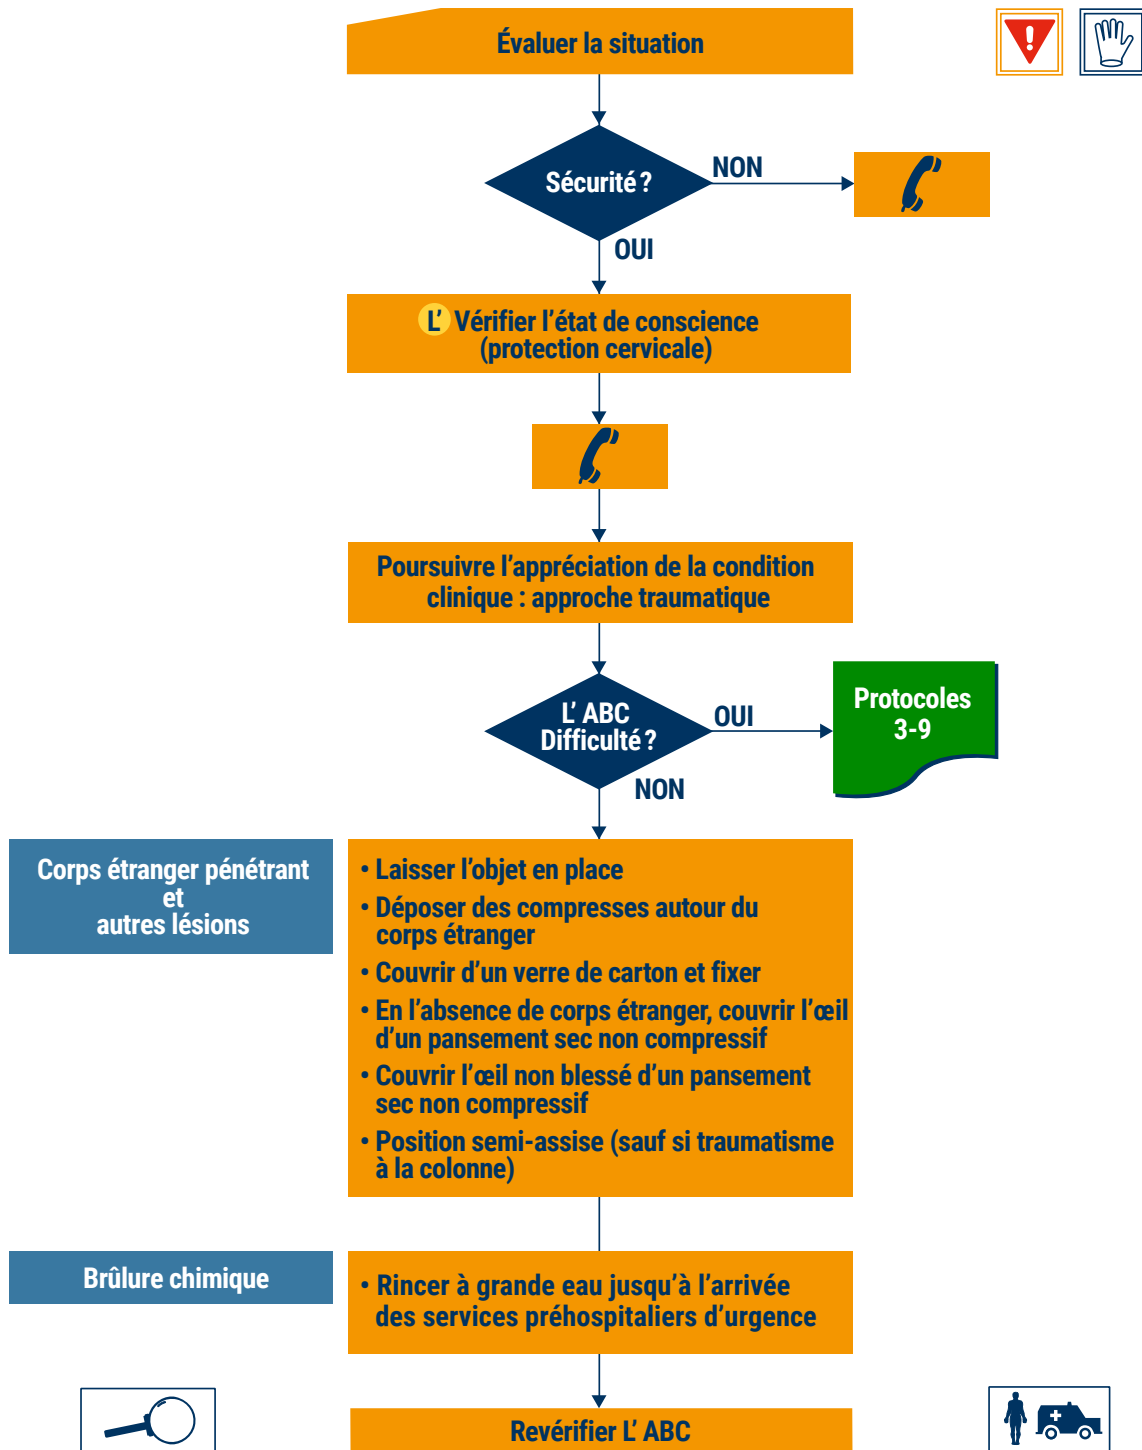 Évaluer la situation
Sécurité ?
NON
OUI
L' Vérifier l’état de conscience
(protection cervicale)
Poursuivre l’appréciation de la condition
clinique : approche traumatique
L’ ABC
Difficulté ?
OUI
Protocoles
3-9
NON
Corps étranger pénétrant
et
autres lésions
• Laisser l’objet en place
• Déposer des compresses autour du
corps étranger
• Couvrir d’un verre de carton et fixer
• En l’absence de corps étranger, couvrir l’œil
d’un pansement sec non compressif
• Couvrir l’œil non blessé d’un pansement
sec non compressif
• Position semi-assise (sauf si traumatisme
à la colonne)
Brûlure chimique
• Rincer à grande eau jusqu’à l’arrivée
des services préhospitaliers d’urgence
Revérifier L’ ABC